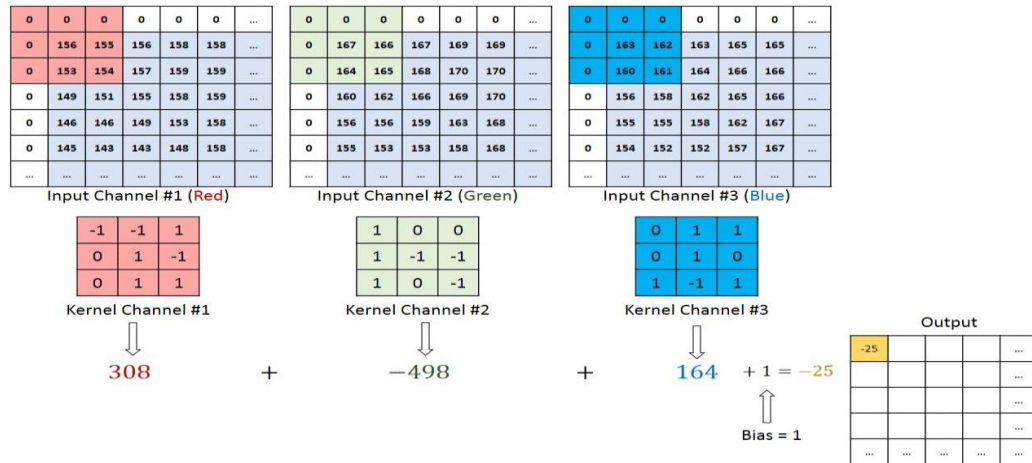 0 0 0 0 0 0 ...
0 156 155 156 158 158 ...
0 153 154 157 159 159 ...
0 149 151 155 158 159 ...
0 146 146 149 153 158 ...
0 145 143 143 148 158 ...
... ... ... ... ... ... ...
Input Channel #1 (Red)
0 0 0 0 0 0 ...
0 167 166 167 169 169 ...
0 164 165 168 170 170 ...
0 160 162 166 169 170 ...
0 156 156 159 163 168 ...
0 155 153 153 158 168 ...
... ... ... ... ... ... ...
Input Channel #2 (Green)
0 0 0 0 0 0 ...
0 163 162 163 165 165 ...
0 160 161 164 166 166 ...
0 156 158 162 165 166 ...
0 155 155 158 162 167 ...
0 154 152 152 157 167 ...
... ... ... ... ... ... ...
Input Channel #3 (Blue)
-1 -1 1
0 1 -1
0 1 1
Kernel Channel #1
1 0 0
1 -1 -1
1 0 -1
Kernel Channel #2
0 1 1
0 1 0
1 -1 1
Kernel Channel #3
308 + −498 + 164 + 1 = −25
Bias = 1
Output
-25 ...
...
...
...
... ... ... ... ...